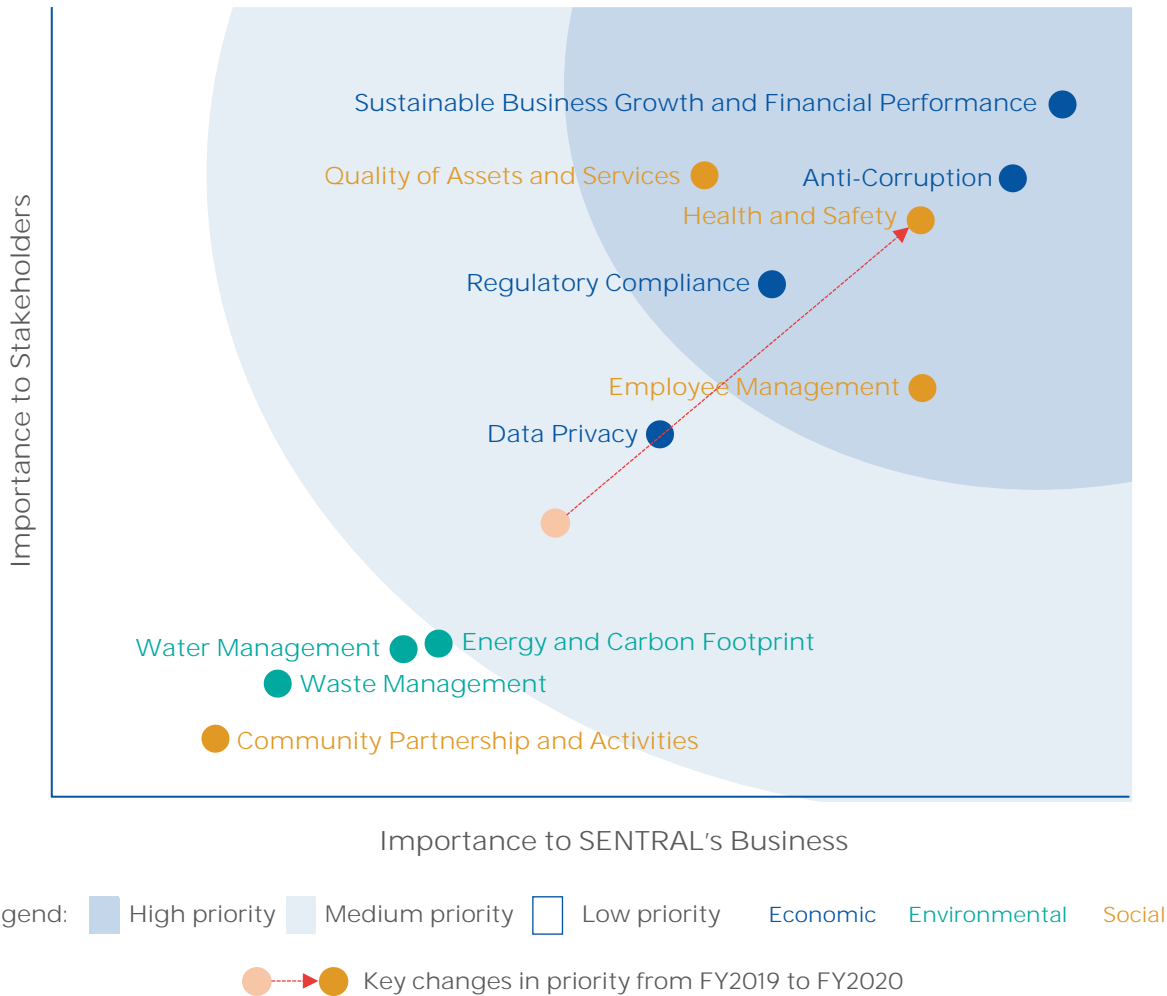 Sustainable Business Growth and Financial Performance
Quality of Assets and Services
Anti-Corruption
Health and Safety
Regulatory Compliance
Employee Management
Data Privacy
Importance to Stakeholders
Energy and Carbon Footprint
Water Management
Waste Management
Community Partnership and Activities
Importance to SENTRAL's Business
gend: High priority Medium priority Low priority Economic Environmental Social
Key changes in priority from FY2019 to FY2020